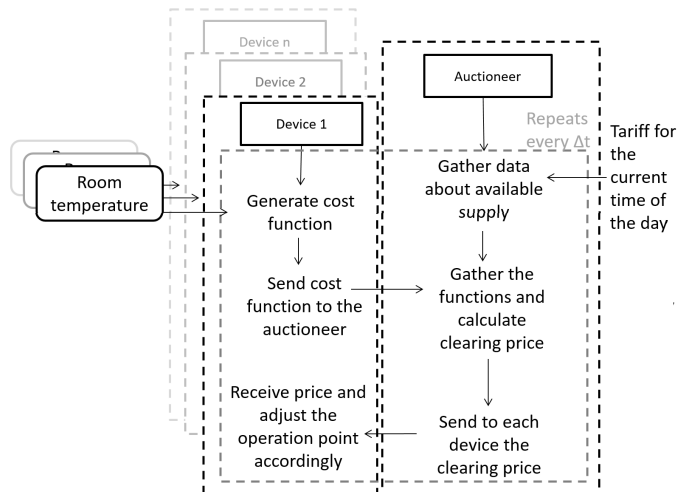 Device n
Device 2
Device 1
Auctioneer
Repeats
every Δt
Tariff for
the
current
time of
the day
Room
temperature
Generate cost
function
Send cost
function to the
auctioneer
Receive price and
adjust the
operation point
accordingly
Gather data
about available
supply
Gather the
functions and
calculate
clearing price
Send to each
device the
clearing price